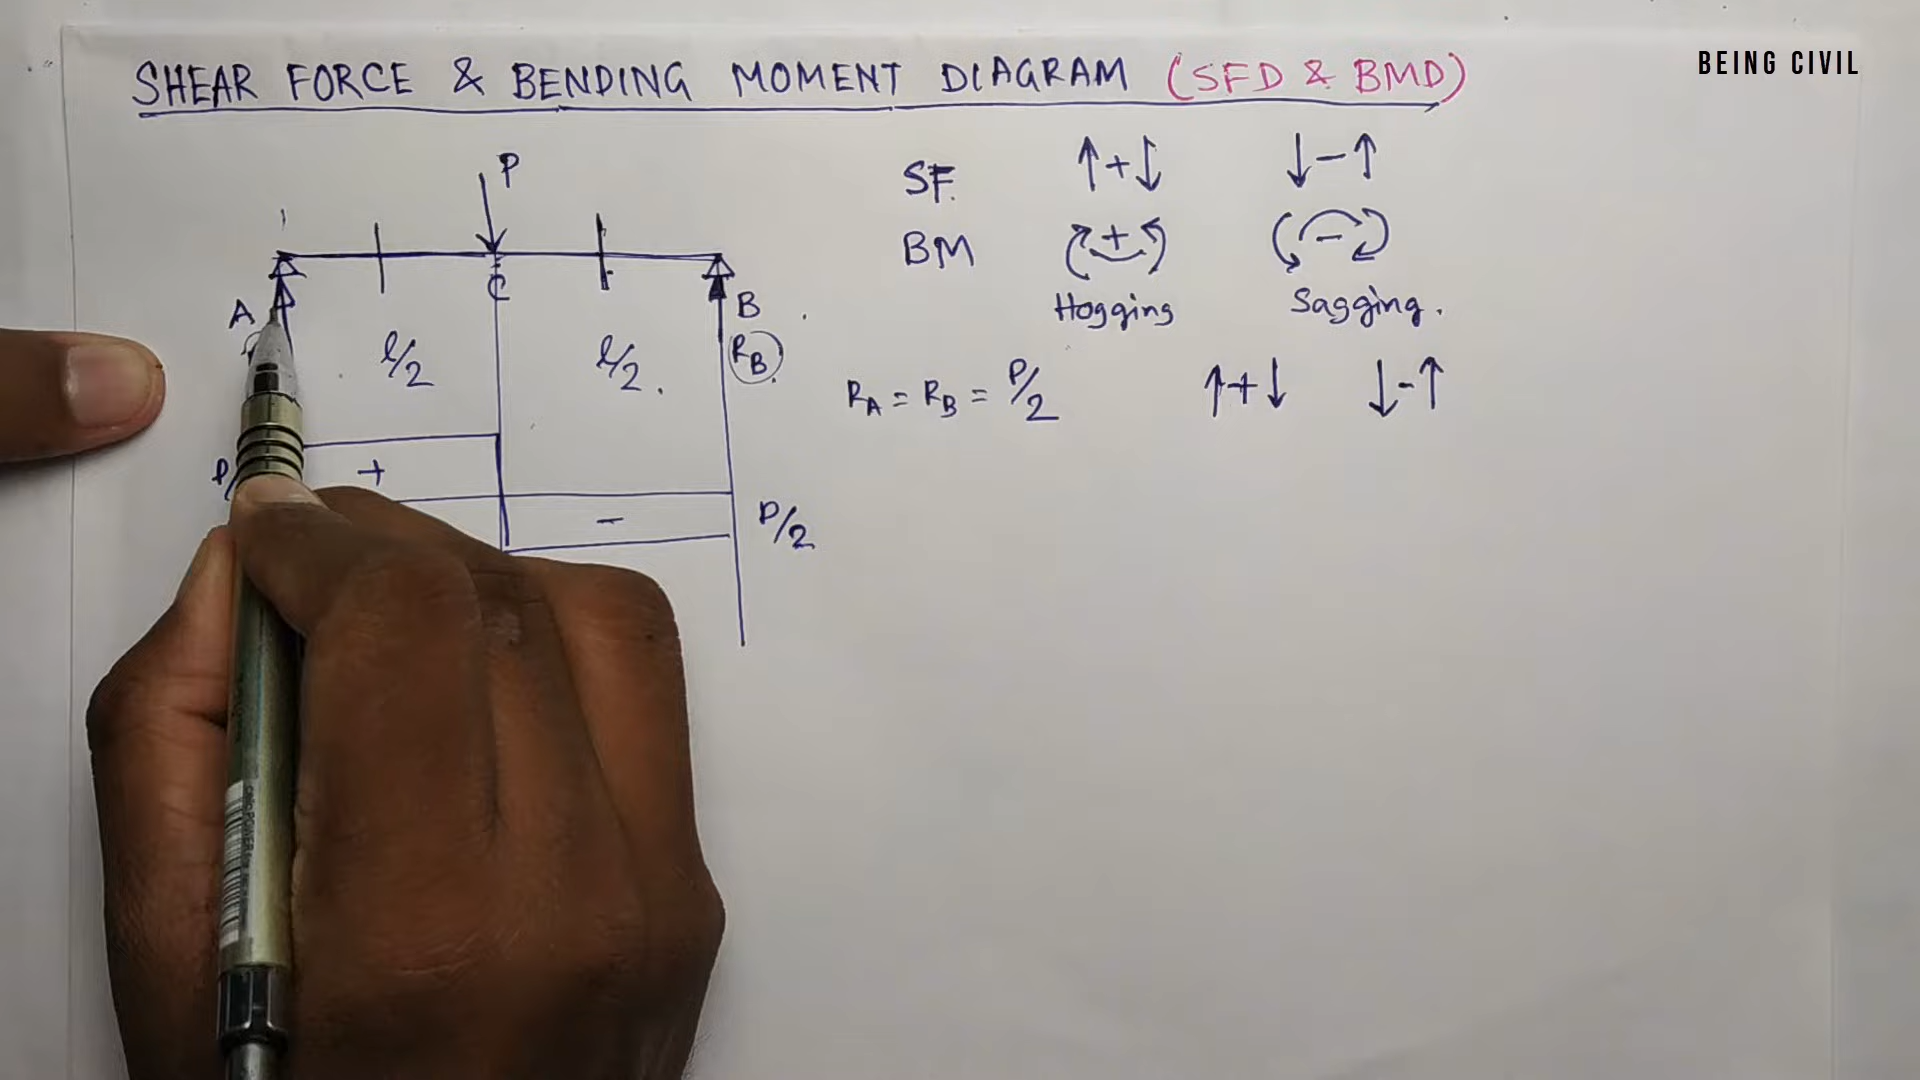 SHEAR FORCE & BENDING MOMENT DIAGRAM (SFD & BMD)
BEING CIVIL
P
SF. ↑+↓ ↓-↑
BM + -
Hogging Sagging.
A C B
l/2 l/2. RB
RA = RB = P/2 ↑+↓ ↓-↑
+
- P/2